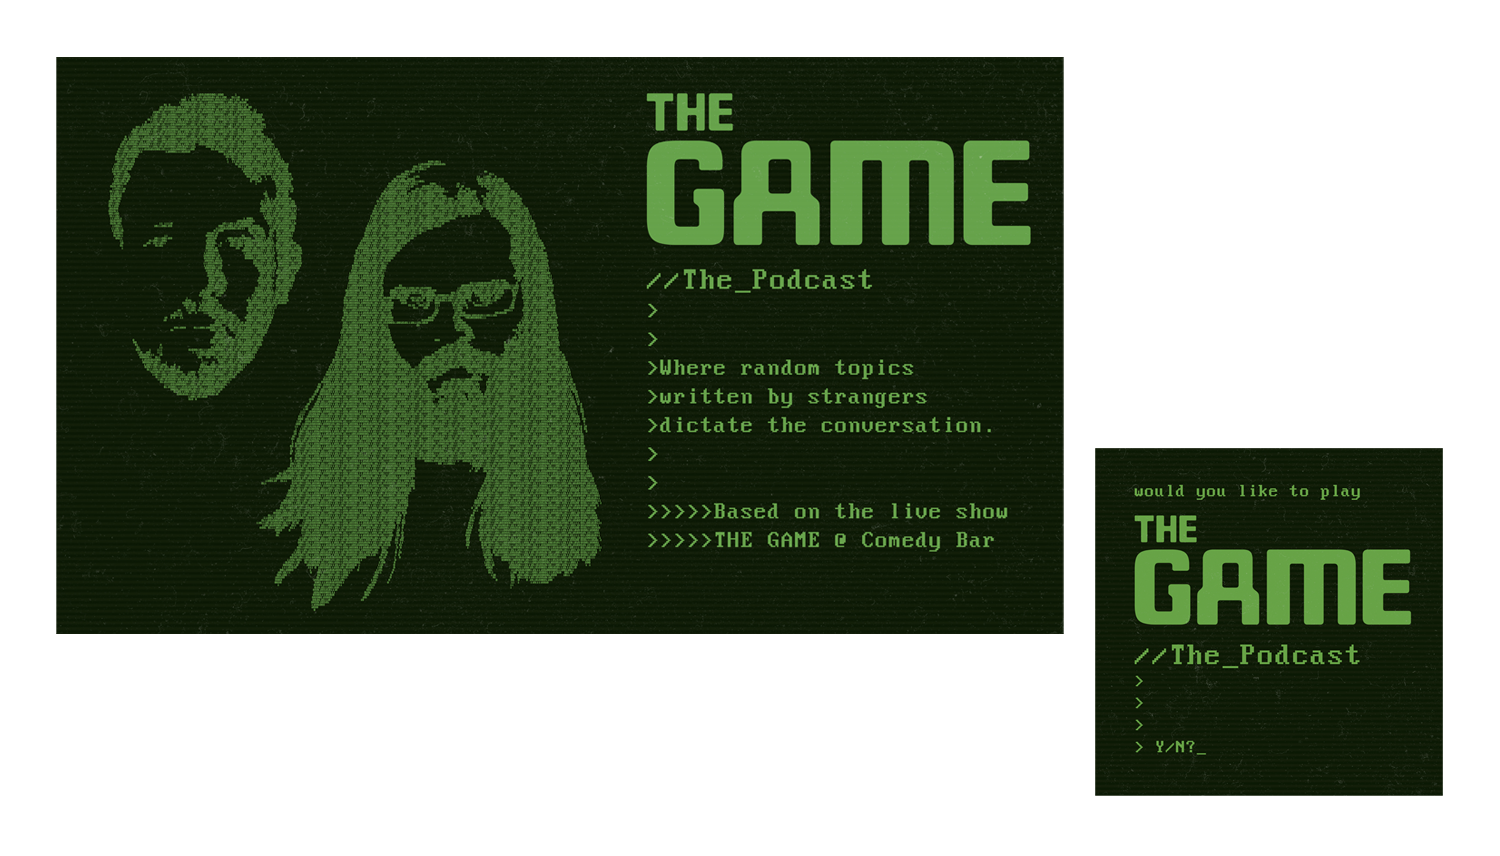 THE
GAME
//The_Podcast
>
>
>Where random topics
>written by strangers
>dictate the conversation.
>
>
>>>>>Based on the live show
>>>>>THE GAME @ Comedy Bar
would you like to play
THE
GAME
//The_Podcast
>
>
>
> Y/N?_